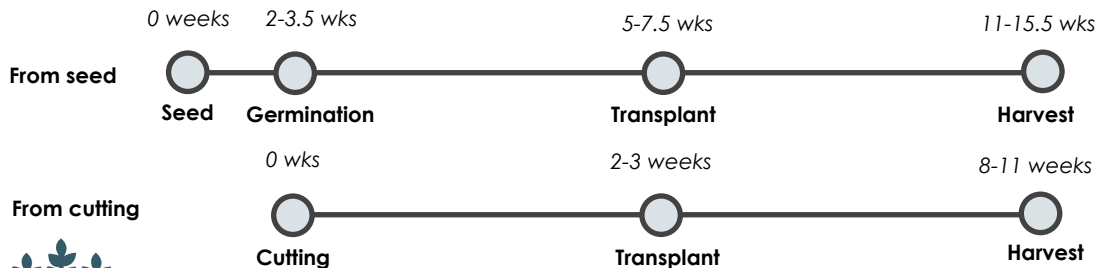 0 weeks 2-3.5 wks 5-7.5 wks 11-15.5 wks
From seed
Seed Germination Transplant Harvest
0 wks 2-3 weeks 8-11 weeks
From cutting
Cutting Transplant Harvest